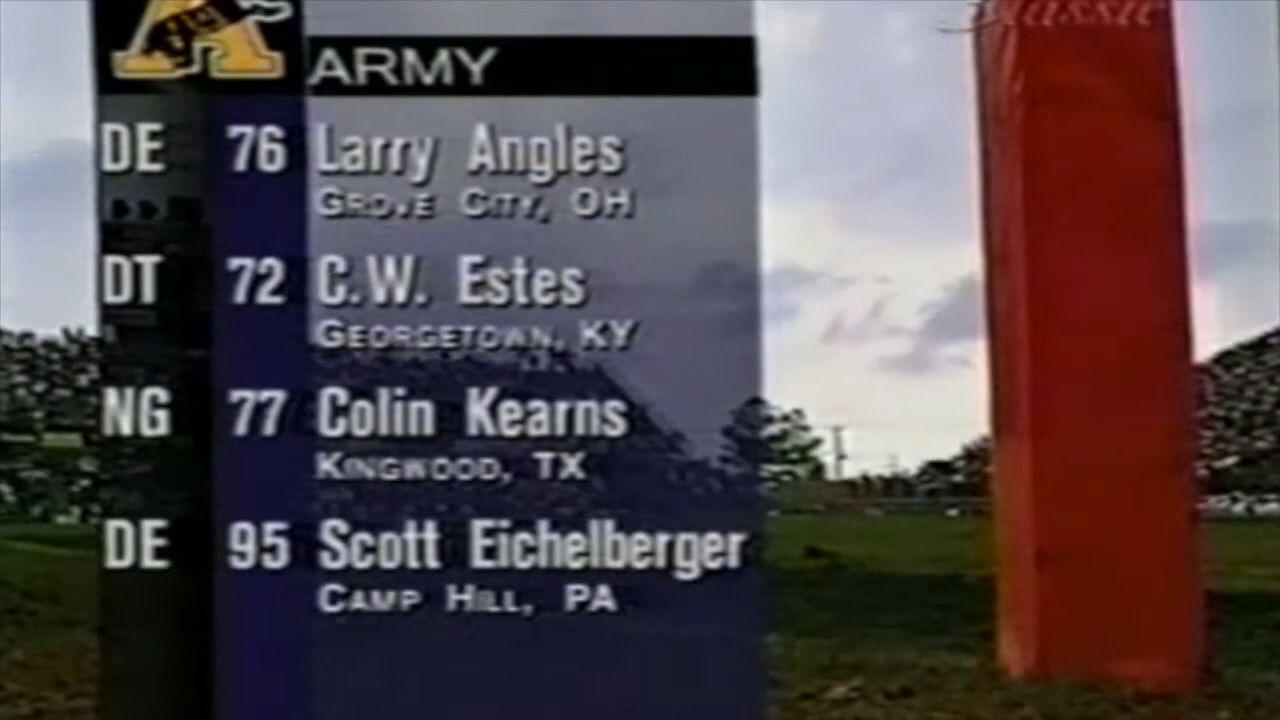 Classic
ARMY
DE 76 Larry Angles
GROVE CITY, OH
DT 72 C.W. Estes
GEORGETOWN, KY
NG 77 Colin Kearns
KINGWOOD, TX
DE 95 Scott Eichelberger
CAMP HILL, PA